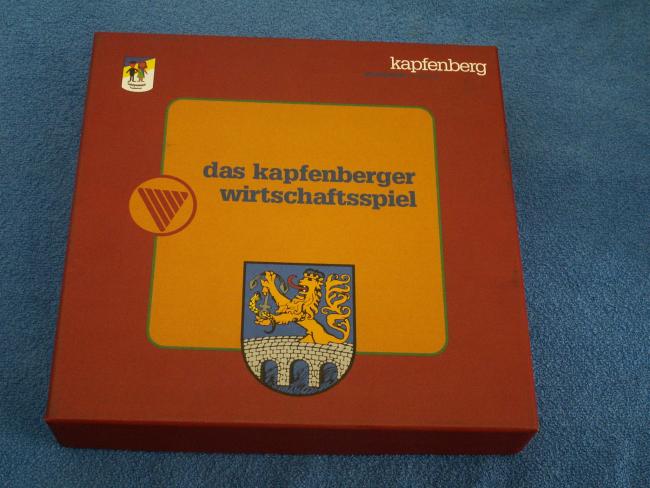 kapfenberg
das kapfenberger
wirtschaftsspiel